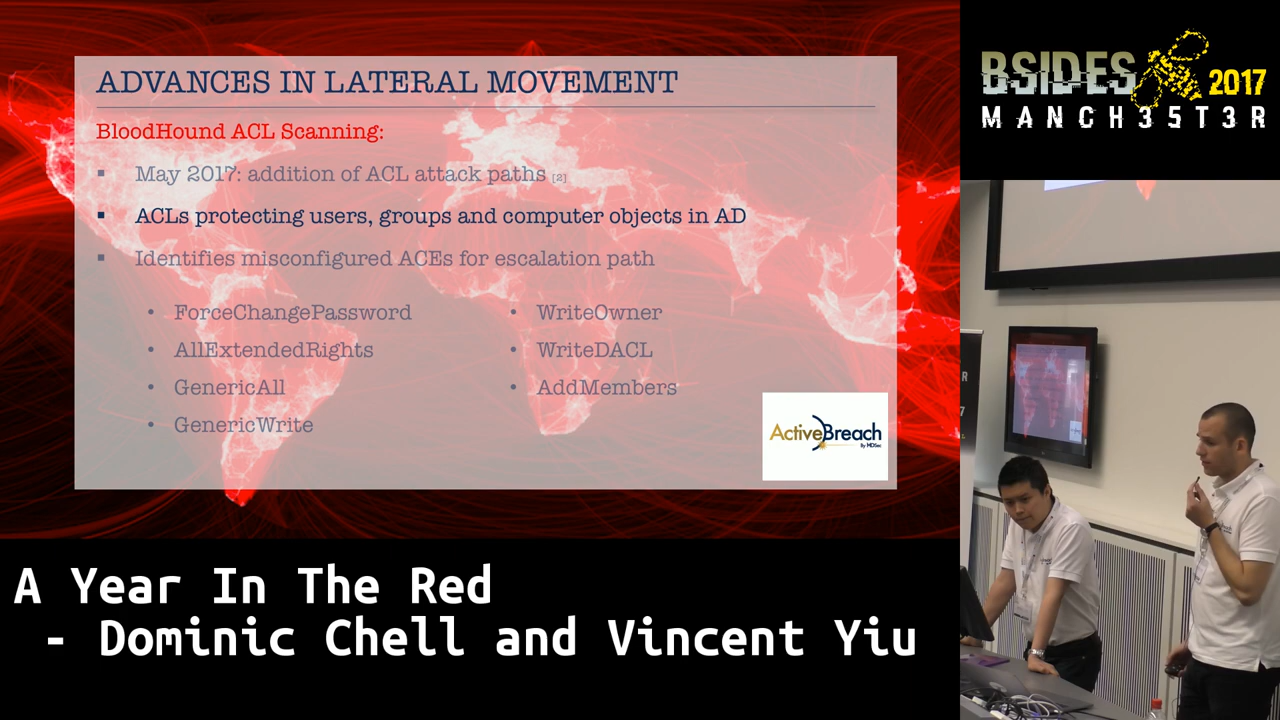 ADVANCES IN LATERAL MOVEMENT
BloodHound ACL Scanning:
▪ May 2017: addition of ACL attack paths [2]
▪ ACLs protecting users, groups and computer objects in AD
▪ Identifies misconfigured ACEs for escalation path
• ForceChangePassword
• AllExtendedRights
• GenericAll
• GenericWrite
• WriteOwner
• WriteDACL
• AddMembers
ActiveBreach
By MDSec
BSIDES 2017
MANCH35T3R
A Year In The Red
- Dominic Chell and Vincent Yiu